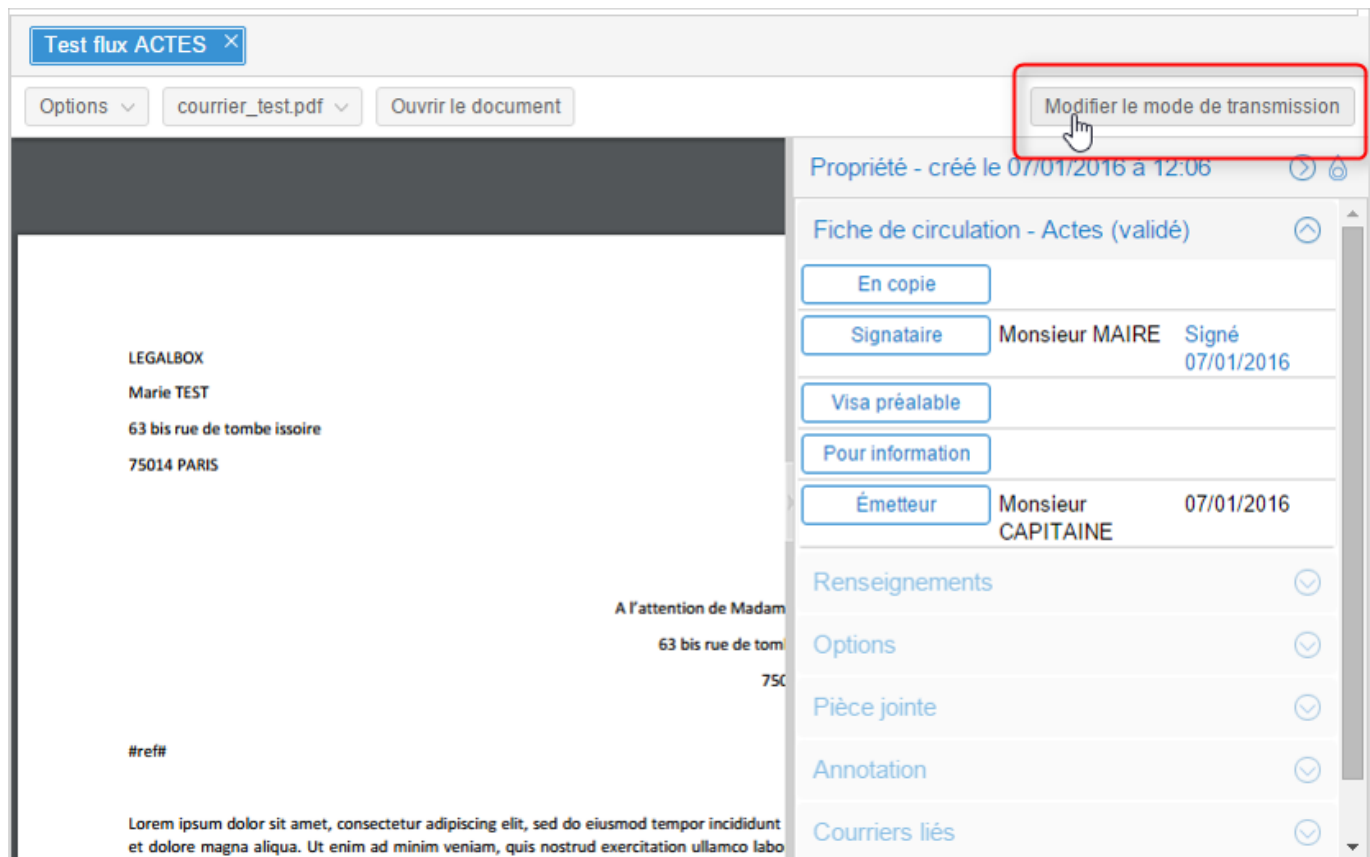 Test flux ACTES ×
Options
courrier_test.pdf
Ouvrir le document
Modifier le mode de transmission
Propriété - créé le 07/01/2016 à 12:06
Fiche de circulation - Actes (validé)
En copie
Signataire Monsieur MAIRE Signé
07/01/2016
Visa préalable
Pour information
Émetteur Monsieur 07/01/2016
CAPITAINE
Renseignements
Options
Pièce jointe
Annotation
Courriers liés
LEGALBOX
Marie TEST
63 bis rue de tombe issoire
75014 PARIS
A l'attention de Madam
63 bis rue de tom
750
#ref#
Lorem ipsum dolor sit amet, consectetur adipiscing elit, sed do eiusmod tempor incididunt
et dolore magna aliqua. Ut enim ad minim veniam, quis nostrud exercitation ullamco labo